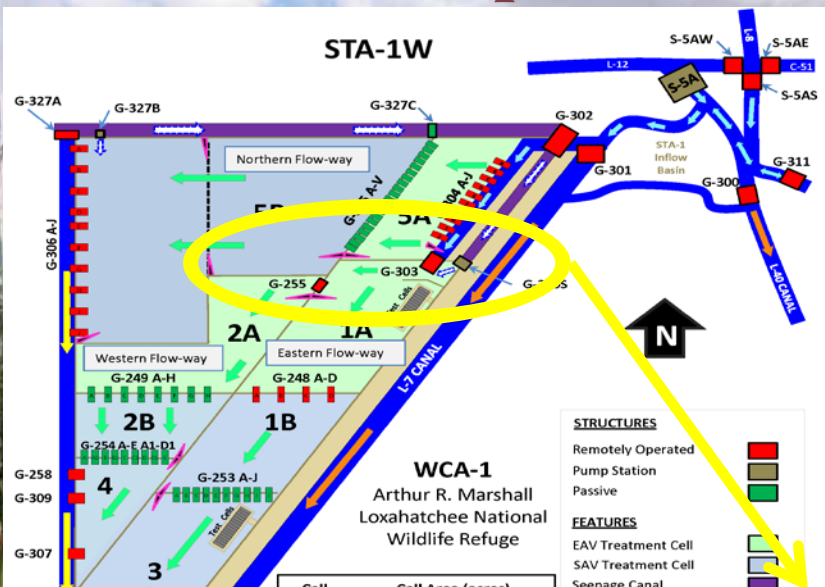 STA-1W
L-8
S-5AW
S-5AE
L-12
C-51
S-5A
S-5AS
G-327A
G-327B
G-327C
G-302
G-301
STA-1
Inflow
Basin
G-311
G-300
Northern Flow-way
G-306 A-J
5A
G-303
G-255
L-40 CANAL
N
2A
1A
Test Cells
Western Flow-way
Eastern Flow-way
L-7 CANAL
G-249 A-H
G-248 A-D
2B
1B
G-254 A-E A1-D1
G-258
G-309
4
G-253 A-J
Test Cells
G-307
3
WCA-1
Arthur R. Marshall
Loxahatchee National
Wildlife Refuge
STRUCTURES
Remotely Operated
Pump Station
Passive
FEATURES
EAV Treatment Cell
SAV Treatment Cell
Seepage Canal
Cell
Cell Area (acres)